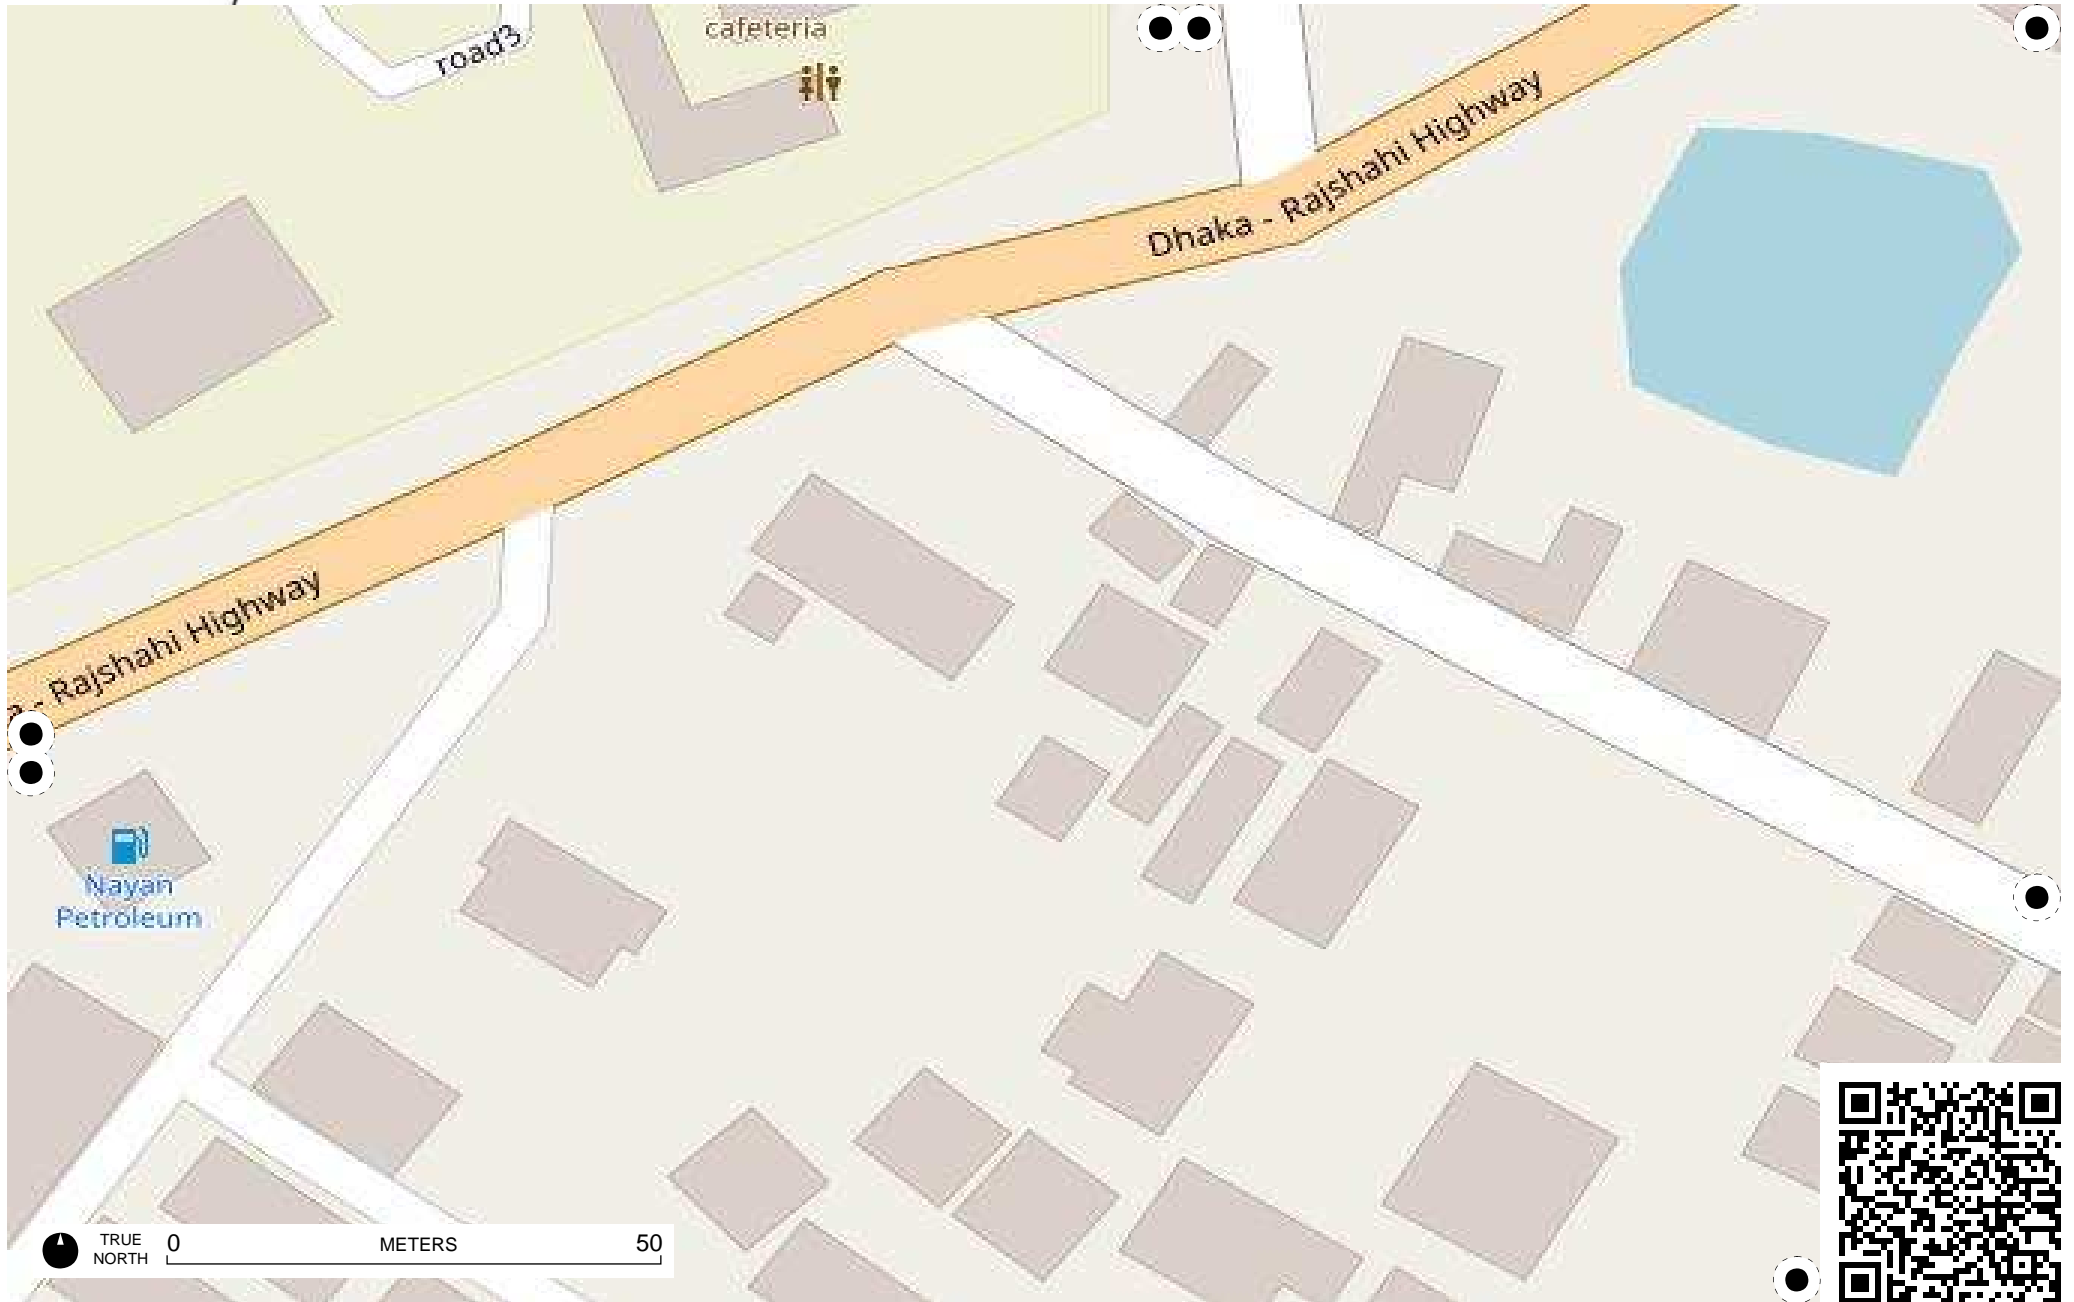 cafeteria
road3
Dhaka - Rajshahi Highway
- Rajshahi Highway
Nayan
Petroleum
TRUE
NORTH
0
METERS
50